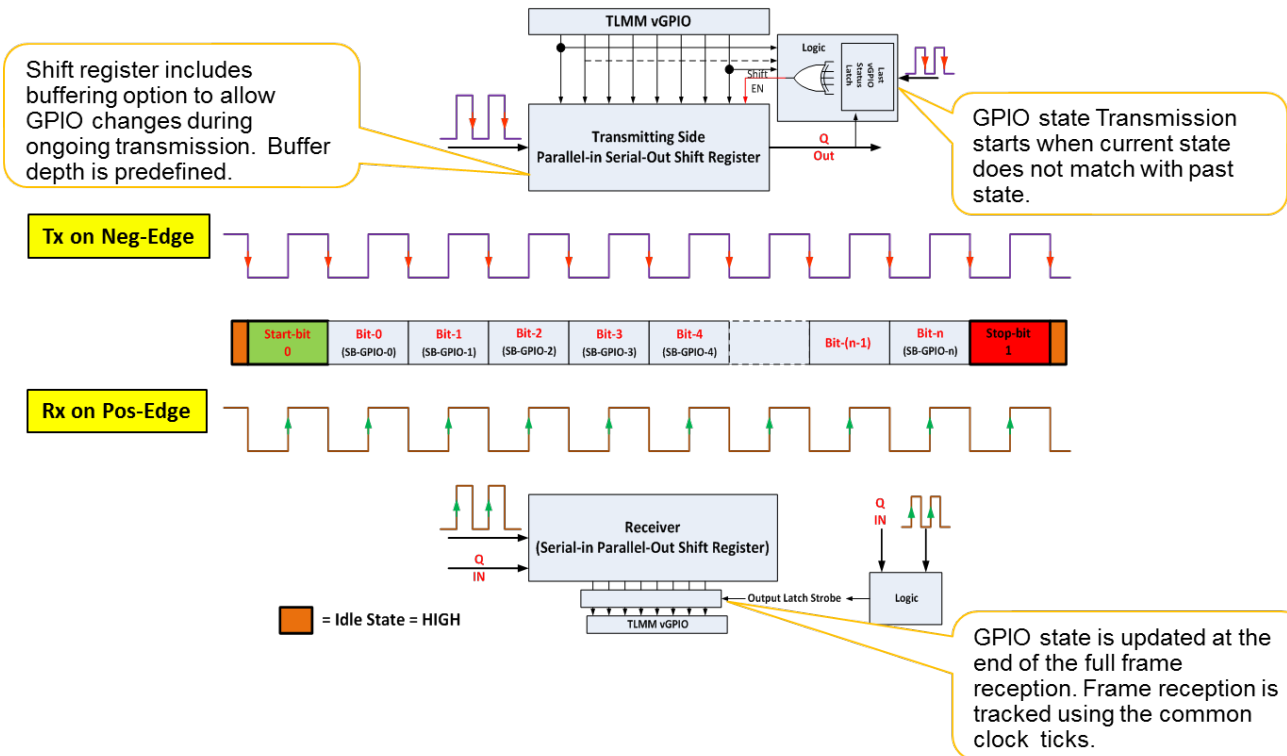 TLMM vGPIO
Shift register includes
buffering option to allow
GPIO changes during
ongoing transmission. Buffer
depth is predefined.
Logic
Last
vGPIO
Status
Latch
Shift
EN
Transmitting Side
Parallel-in Serial-Out Shift Register
Q
Out
GPIO state Transmission
starts when current state
does not match with past
state.
Tx on Neg-Edge
Start-bit
0
Bit-0
(SB-GPIO-0)
Bit-1
(SB-GPIO-1)
Bit-2
(SB-GPIO-2)
Bit-3
(SB-GPIO-3)
Bit-4
(SB-GPIO-4)
Bit-(n-1)
Bit-n
(SB-GPIO-n)
Stop-bit
1
Rx on Pos-Edge
Receiver
(Serial-in Parallel-Out Shift Register)
Q
IN
Q
IN
Output Latch Strobe
Logic
TLMM vGPIO
= Idle State = HIGH
GPIO state is updated at the
end of the full frame
reception. Frame reception is
tracked using the common
clock ticks.